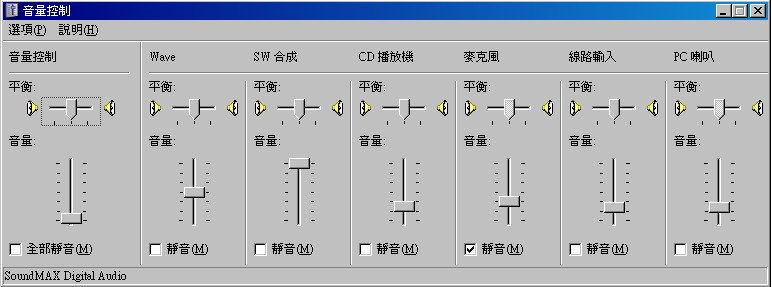 音量控制
選項(P) 說明(H)
音量控制 Wave SW 合成 CD 播放機 麥克風 線路輸入 PC 喇叭
平衡: 平衡: 平衡: 平衡: 平衡: 平衡: 平衡:
音量: 音量: 音量: 音量: 音量: 音量: 音量:
全部靜音(M) 靜音(M) 靜音(M) 靜音(M) 靜音(M) 靜音(M) 靜音(M)
SoundMAX Digital Audio